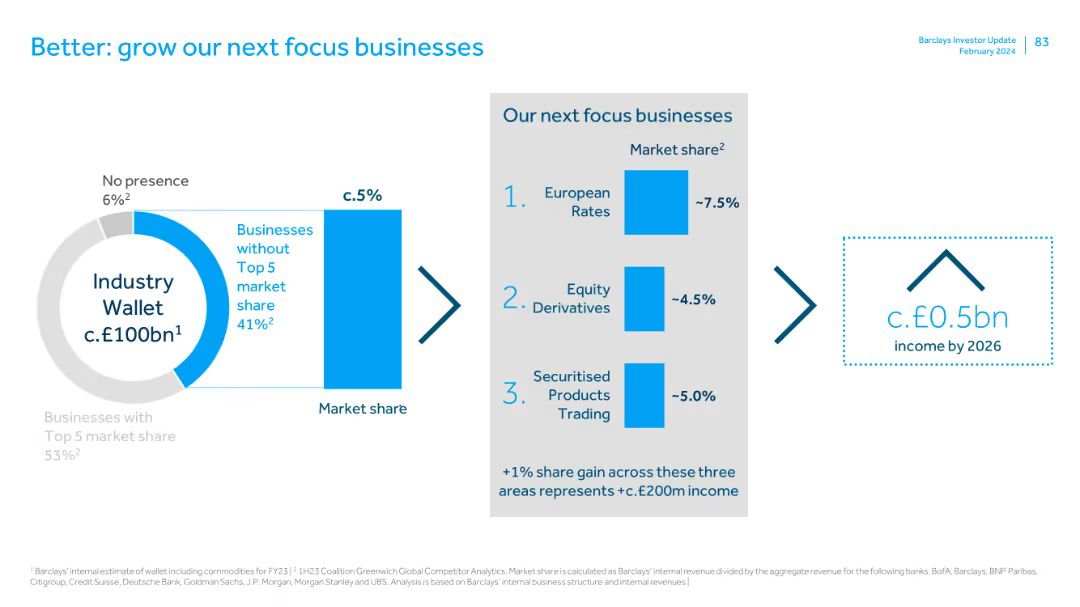 Better: grow our next focus businesses
Barclays Investor Update
February 2024
83
No presence
6%²
Industry
Wallet
c.£100bn¹
Businesses
without
Top 5
market
share
41%²
Businesses with
Top 5 market share
53%²
c.5%
Market share
Our next focus businesses
Market share²
1. European
Rates
~7.5%
2. Equity
Derivatives
~4.5%
3. Securitised
Products
Trading
~5.0%
+1% share gain across these three
areas represents +c.£200m income
c.£0.5bn
income by 2026
¹ Barclays' internal estimate of wallet including commodities for FY23 | ² 1H23 Coalition Greenwich Global Competitor Analytics. Market share is calculated as Barclays' internal revenue divided by the aggregate revenue for the following banks. BofA, Barclays, BNP Paribas,
Citigroup, Credit Suisse, Deutsche Bank, Goldman Sachs, J.P. Morgan, Morgan Stanley and UBS. Analysis is based on Barclays' internal business structure and internal revenues |